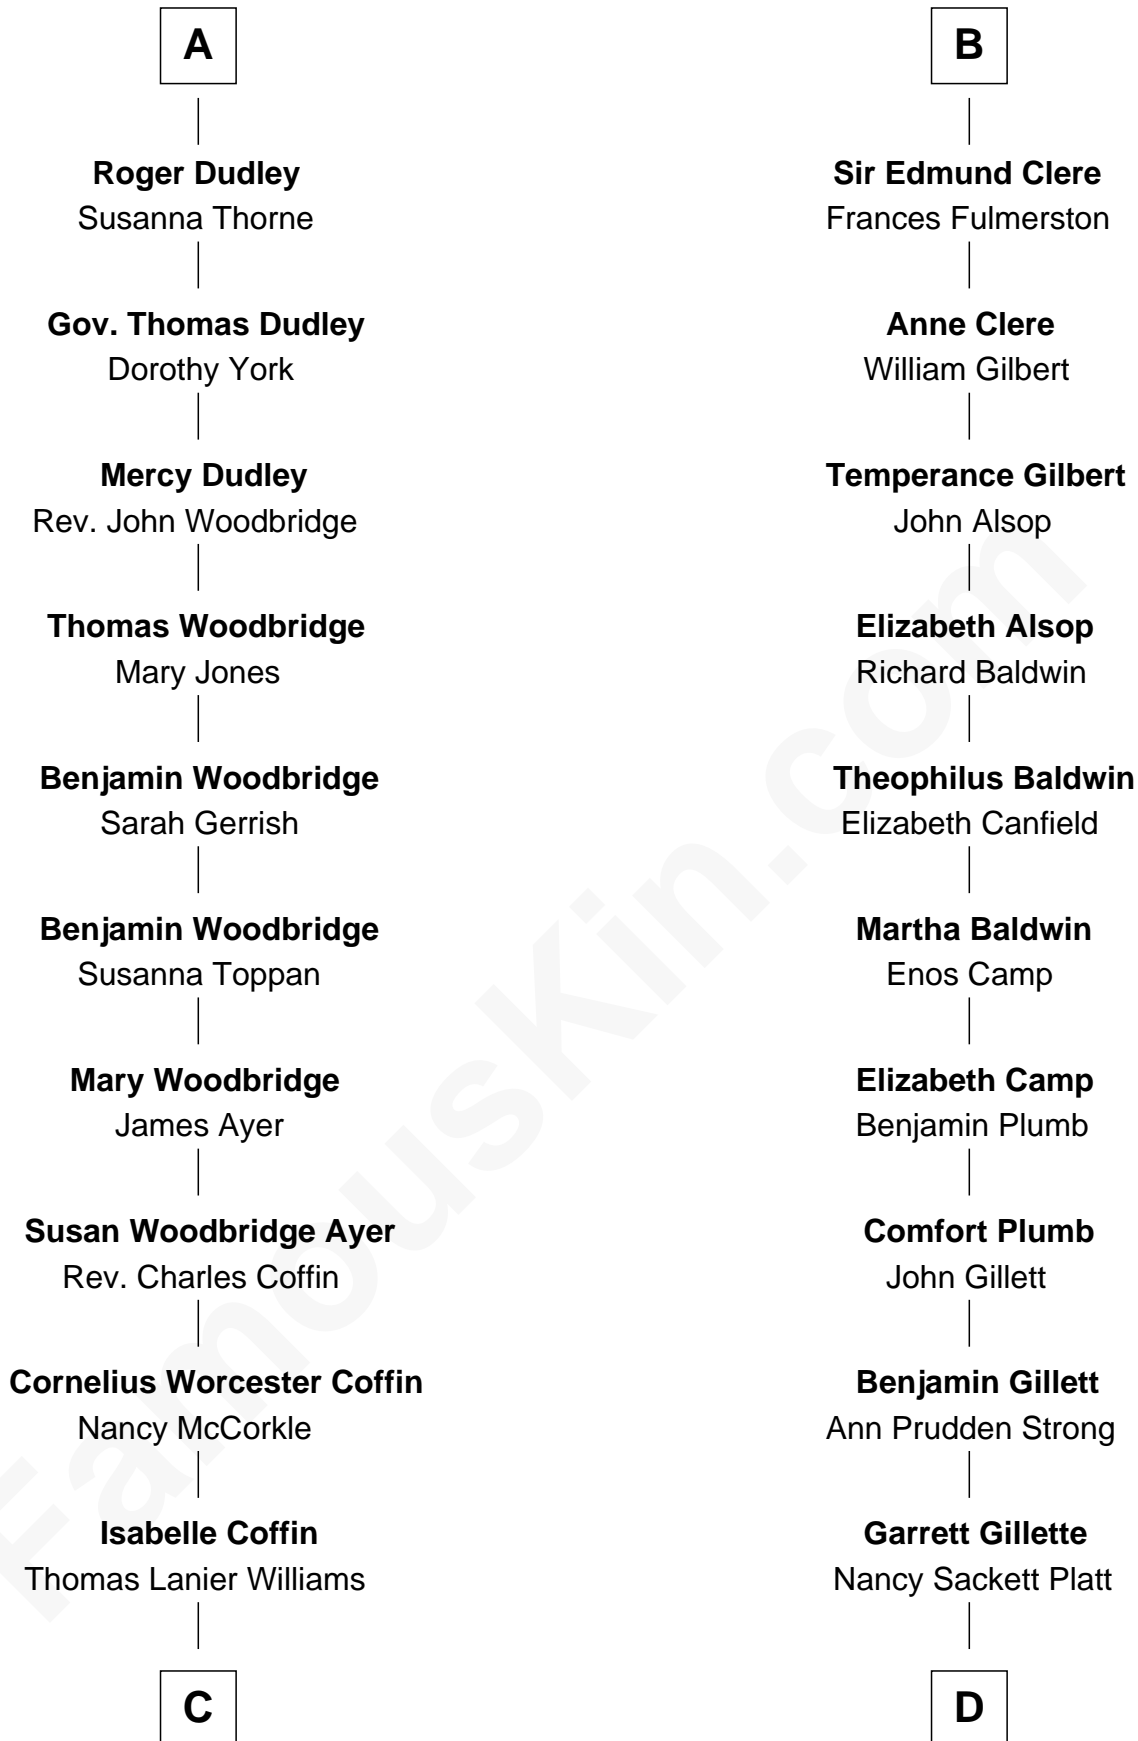 A
Roger Dudley
Susanna Thorne
Gov. Thomas Dudley
Dorothy York
Mercy Dudley
Rev. John Woodbridge
Thomas Woodbridge
Mary Jones
Benjamin Woodbridge
Sarah Gerrish
Benjamin Woodbridge
Susanna Toppan
Mary Woodbridge
James Ayer
Susan Woodbridge Ayer
Rev. Charles Coffin
Cornelius Worcester Coffin
Nancy McCorkle
Isabelle Coffin
Thomas Lanier Williams
C
B
Sir Edmund Clere
Frances Fulmerston
Anne Clere
William Gilbert
Temperance Gilbert
John Alsop
Elizabeth Alsop
Richard Baldwin
Theophilus Baldwin
Elizabeth Canfield
Martha Baldwin
Enos Camp
Elizabeth Camp
Benjamin Plumb
Comfort Plumb
John Gillett
Benjamin Gillett
Ann Prudden Strong
Garrett Gillette
Nancy Sackett Platt
D
FamousKin.com